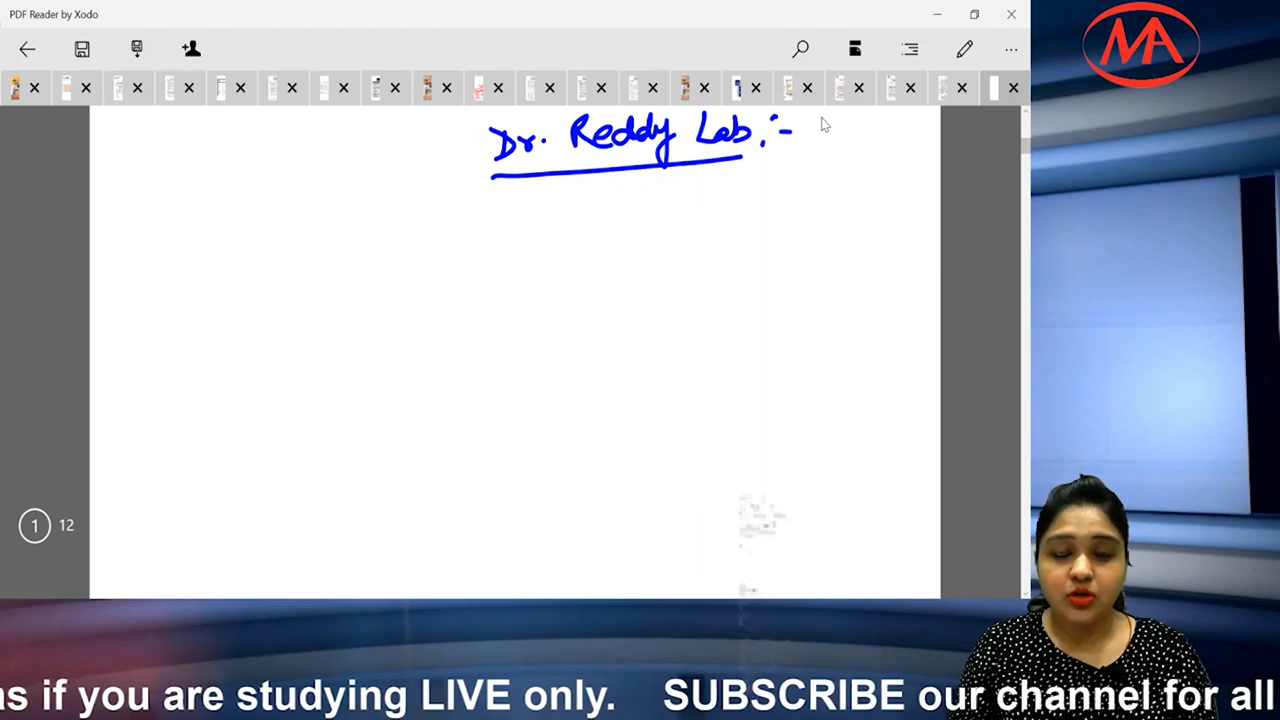 PDF Reader by Xodo
MA
Dr. Reddy Lab :-
1 12
as if you are studying LIVE only. SUBSCRIBE our channel for all